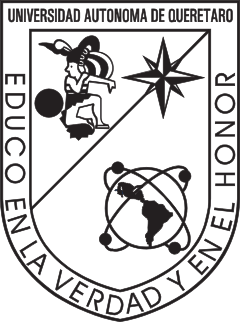 UNIVERSIDAD AUTONOMA DE QUERETARO
EDUCO EN LA VERDAD Y EN EL HONOR